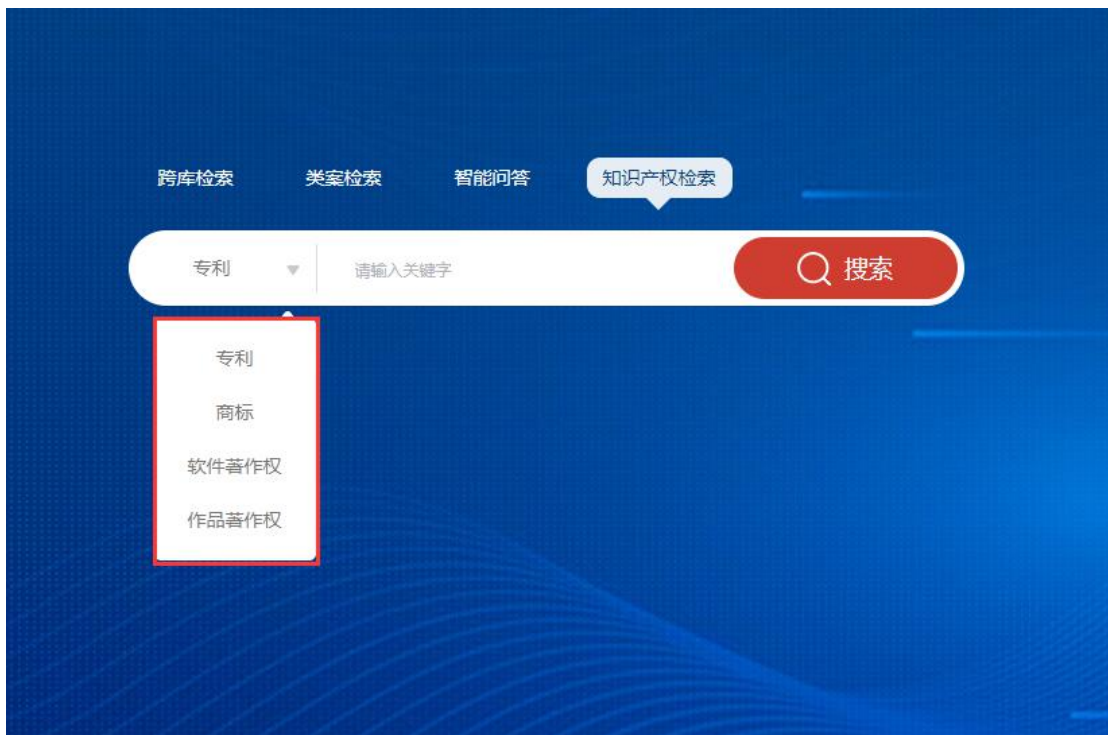 跨库检索 类案检索 智能问答 知识产权检索
专利 请输入关键字 搜索
专利
商标
软件著作权
作品著作权